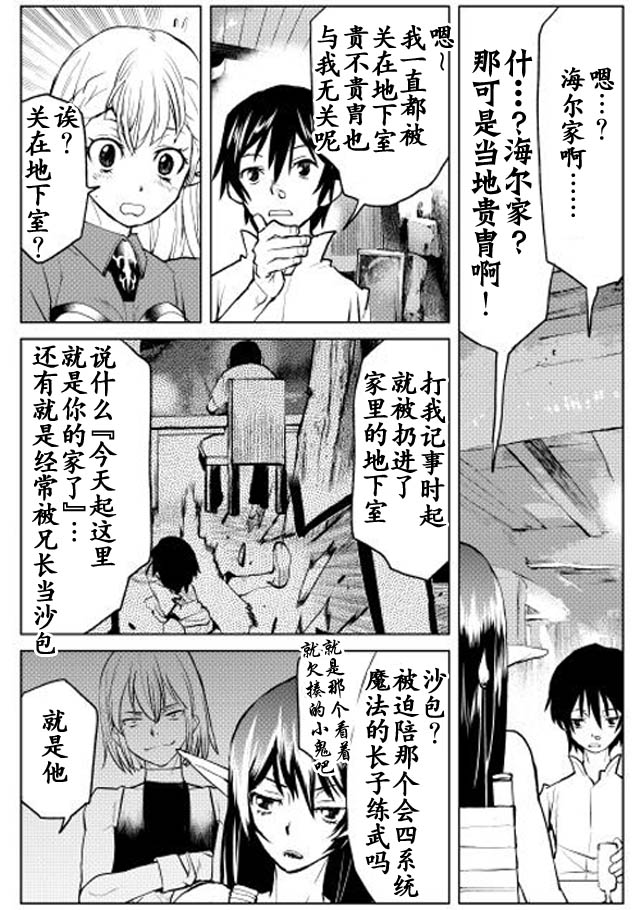 嗯…？
海尔家啊……
什…？海尔家？
那可是当地贵胄啊！
嗯~
我一直都被
关在地下室
贵不贵胄也
与我无关呢
诶？
关在地下室？
打我记事时起
就被扔进了
家里的地下室
说什么『今天起这里
就是你的家了』…
还有就是经常被兄长当沙包
沙包？
被迫陪那个会四系统
魔法的长子练武吗
就是那个看着
就欠揍的小鬼吧
就是他